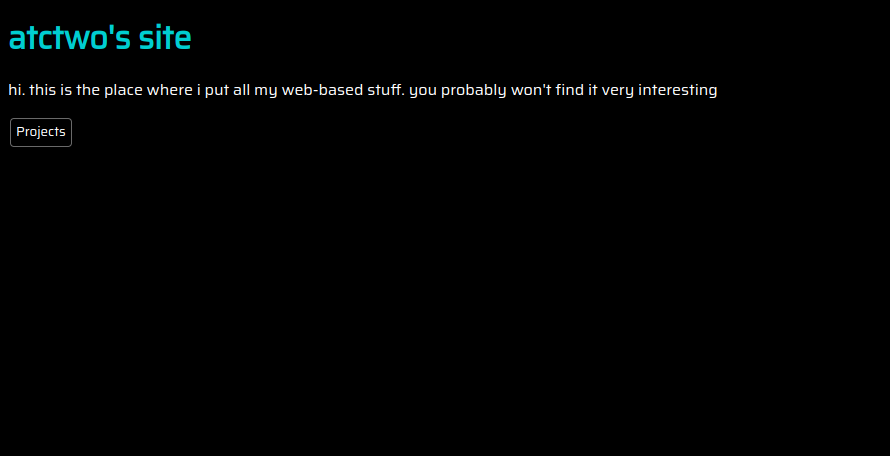 atctwo's site
hi. this is the place where i put all my web-based stuff. you probably won't find it very interesting
Projects